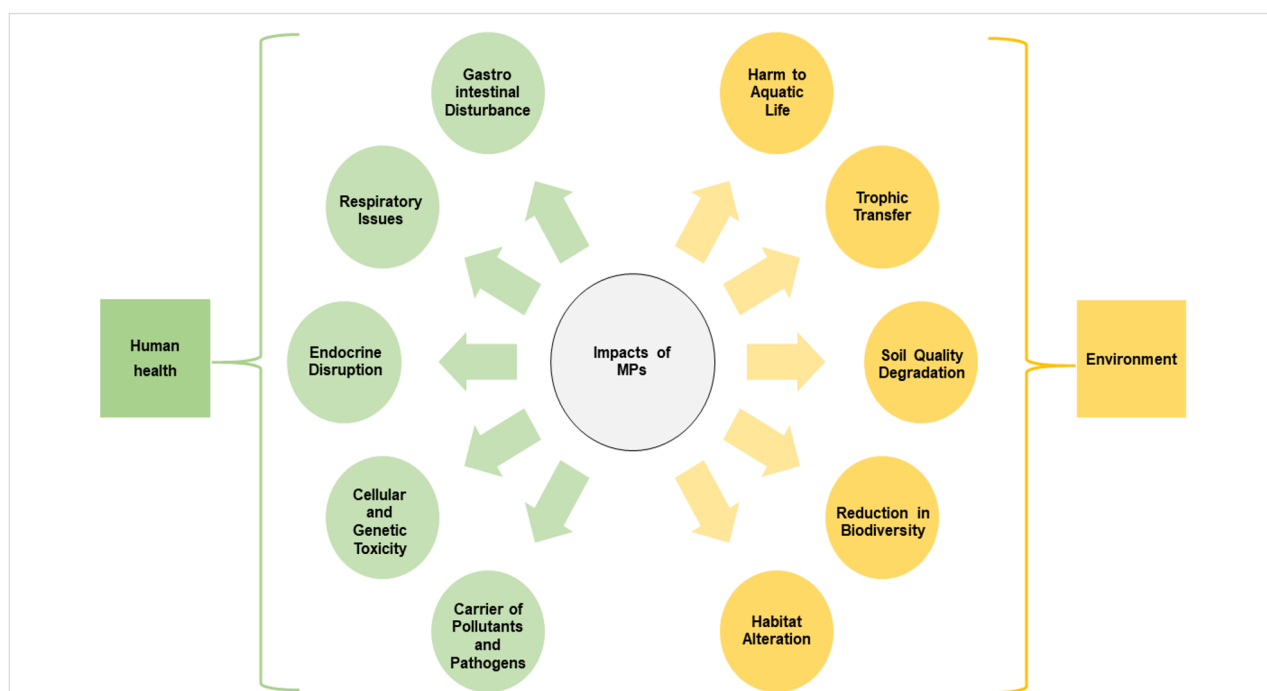 Gastro
intestinal
Disturbance
Harm to
Aquatic
Life
Respiratory
Issues
Trophic
Transfer
Human
health
Endocrine
Disruption
Impacts of
MPs
Soil Quality
Degradation
Environment
Cellular
and
Genetic
Toxicity
Reduction in
Biodiversity
Carrier of
Pollutants
and
Pathogens
Habitat
Alteration